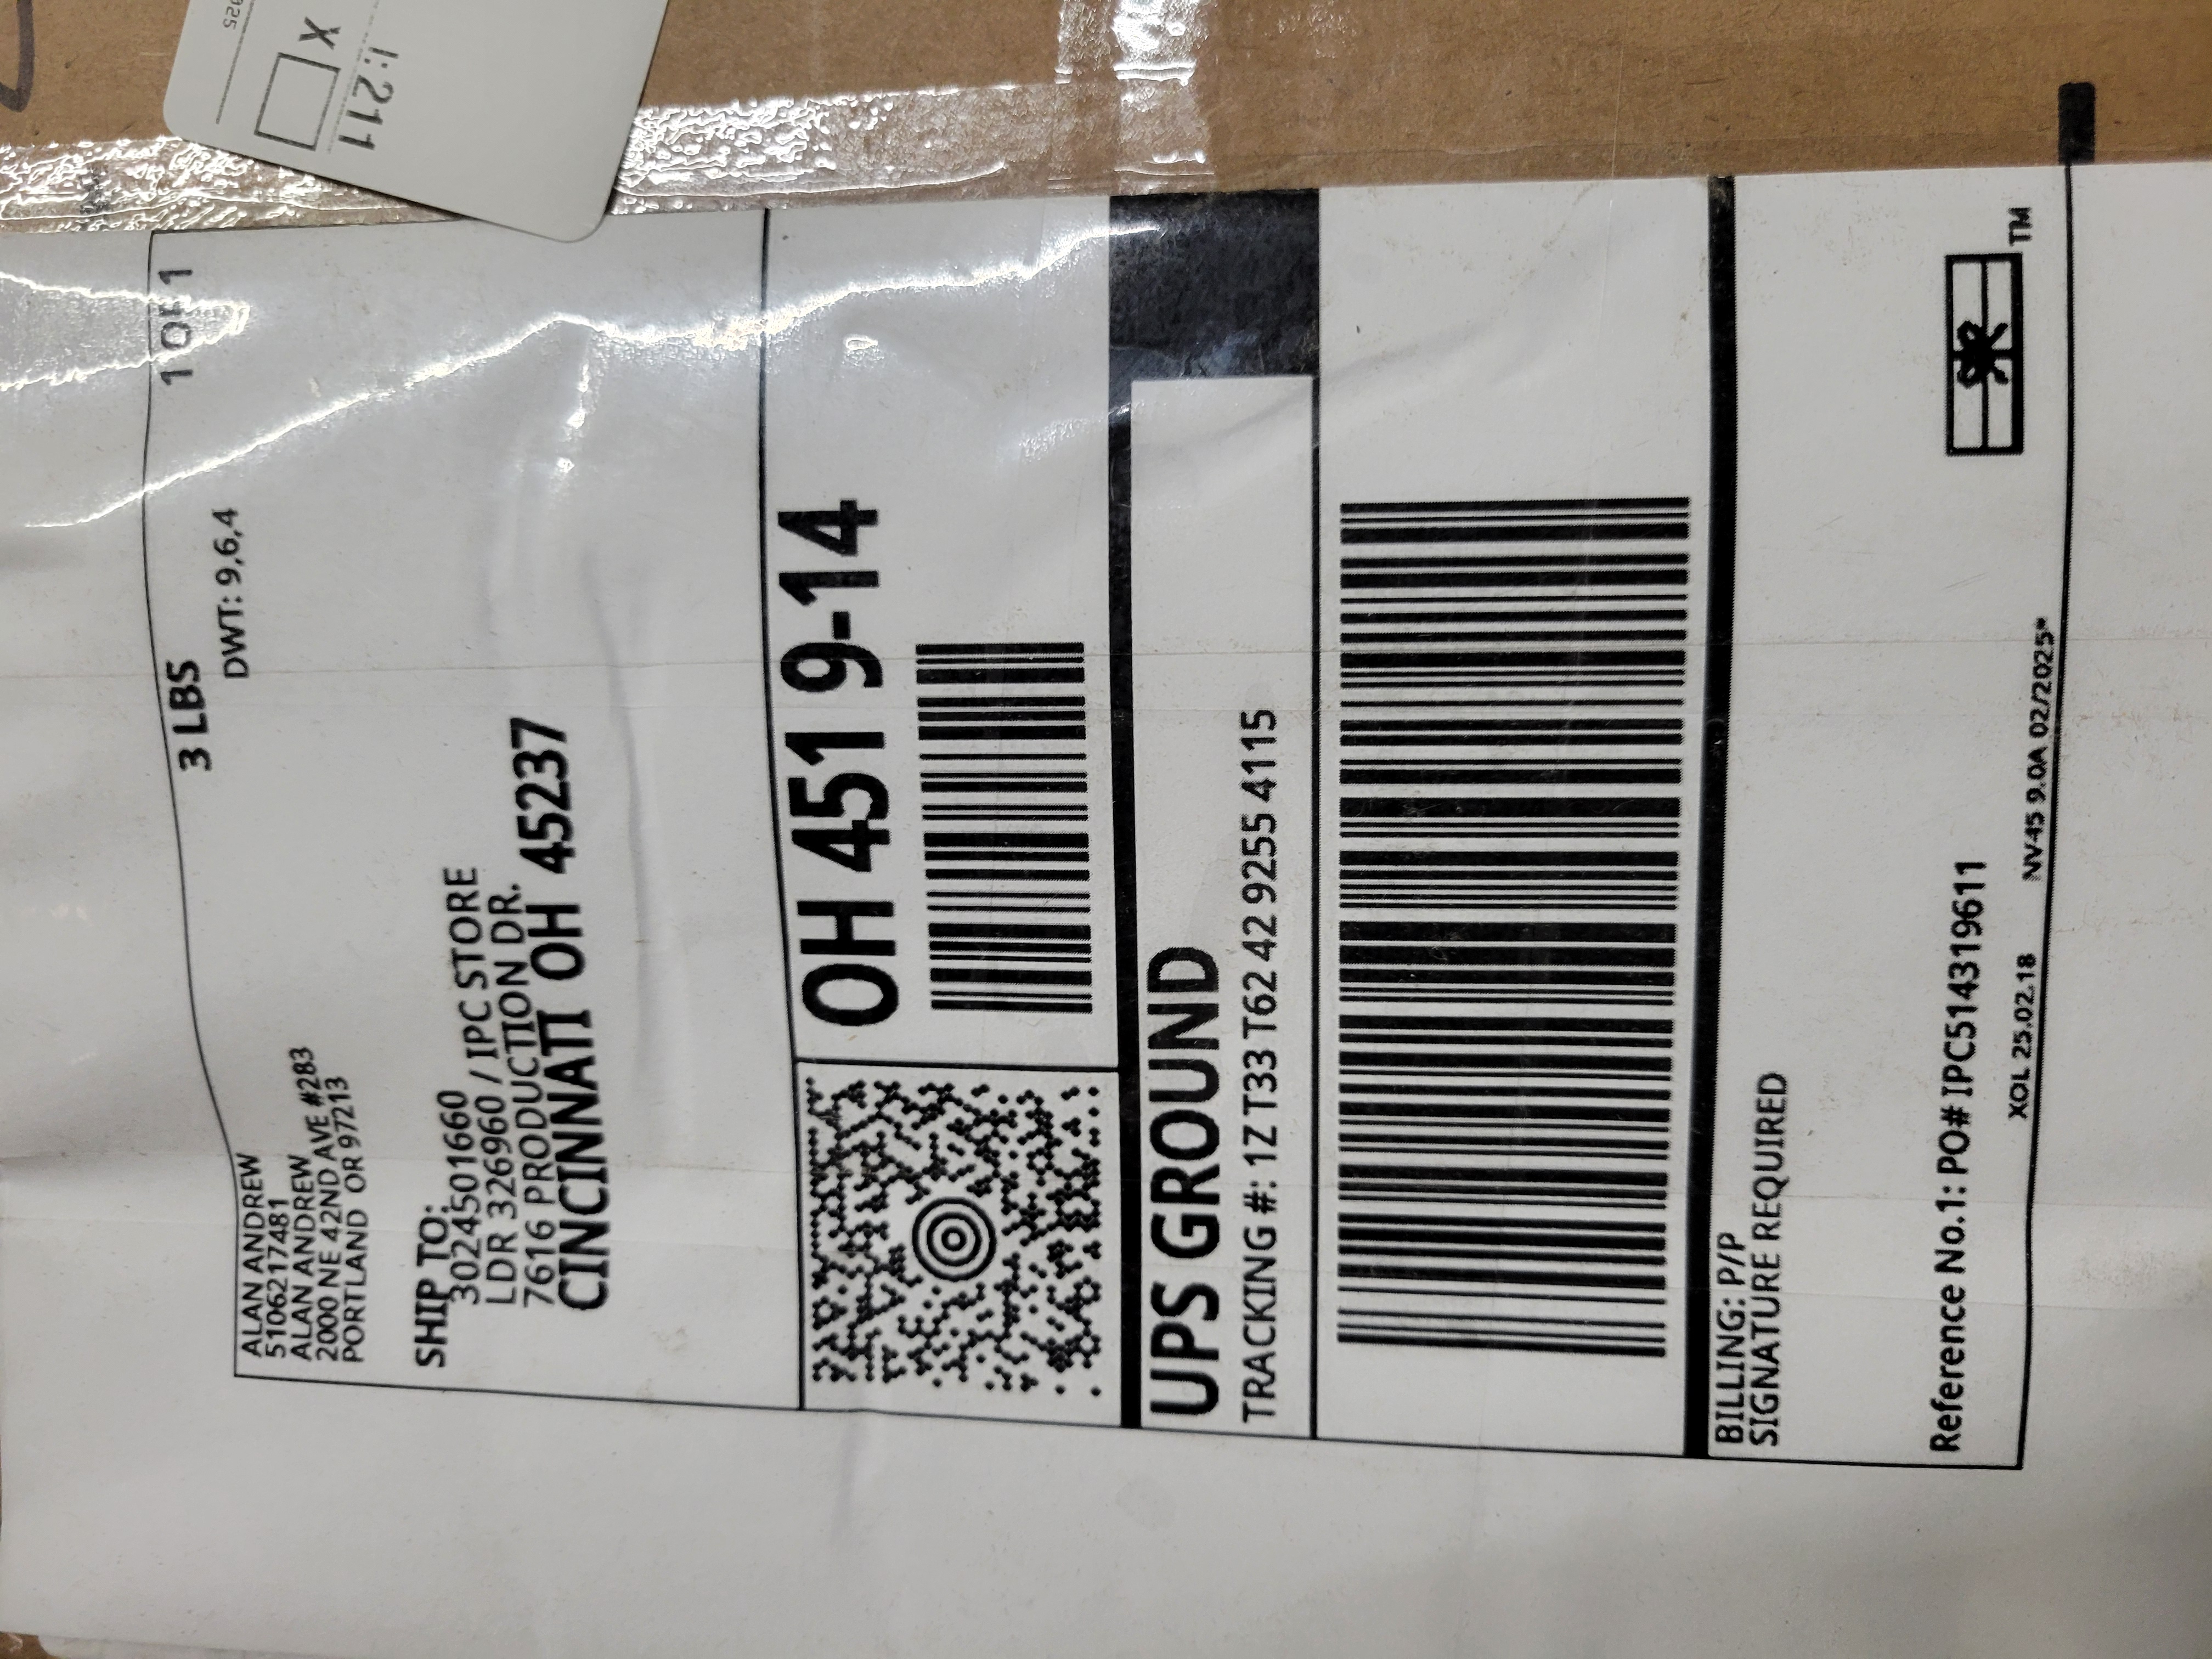 ALAN ANDREW
5106217481
ALAN ANDREW
2000 NE 42ND AVE #283
PORTLAND OR 97213
3 LBS
1 OF 1
DWT: 9,6,4
SHIP TO:
3024501660
LDR 326960 / IPC STORE
7616 PRODUCTION DR.
CINCINNATI OH 45237
OH 451 9-14
UPS GROUND
TRACKING #: 1Z T33 T62 42 9255 4115
BILLING: P/P
SIGNATURE REQUIRED
Reference No.1: PO# IPC514319611
XOL 25.02.18
NV45 9.0A 02/2025*
TM
X